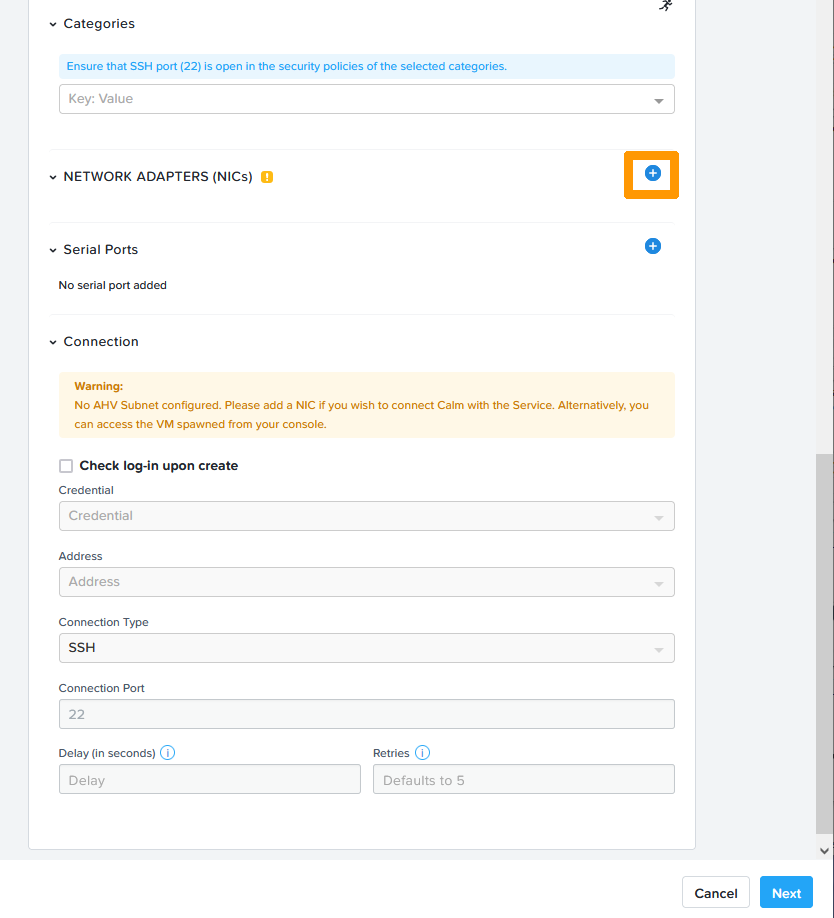 Categories
Ensure that SSH port (22) is open in the security policies of the selected categories.
Key: Value
NETWORK ADAPTERS (NICs)
Serial Ports
No serial port added
Connection
Warning:
No AHV Subnet configured. Please add a NIC if you wish to connect Calm with the Service. Alternatively, you
can access the VM spawned from your console.
Check log-in upon create
Credential
Credential
Address
Address
Connection Type
SSH
Connection Port
22
Delay (in seconds) Retries
Delay Defaults to 5
Cancel Next